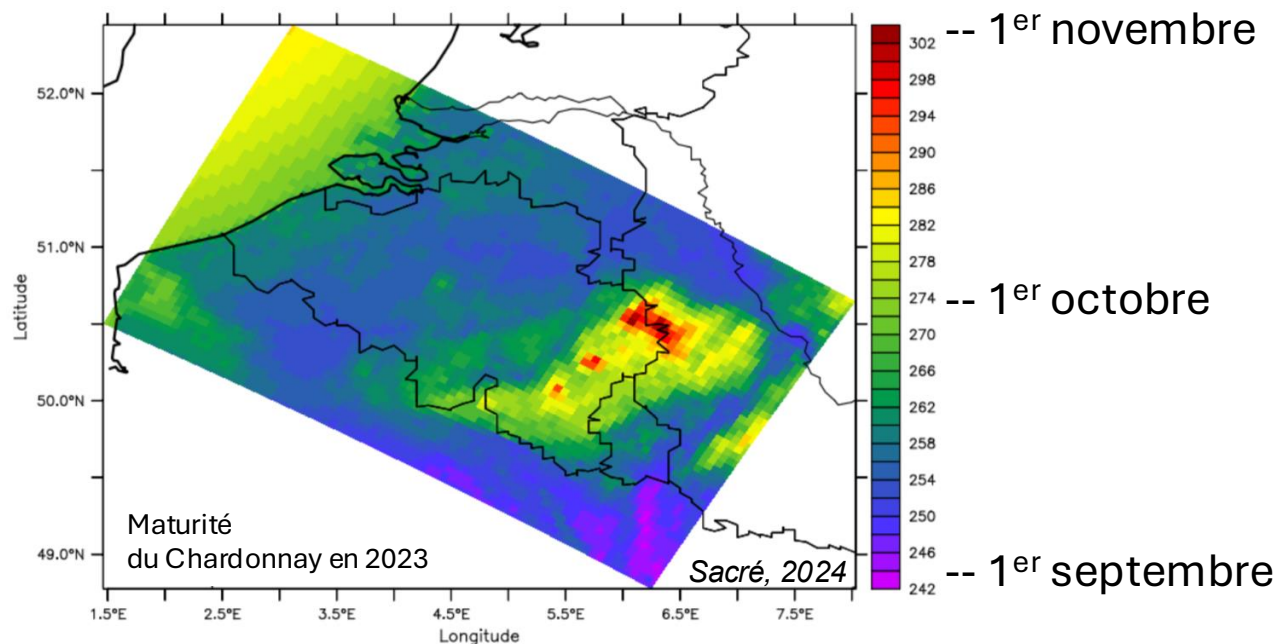 302
298
294
290
286
282
278
274
270
266
262
258
254
250
246
242
-- 1er novembre
-- 1er octobre
-- 1er septembre
52.0°N
51.0°N
50.0°N
49.0°N
Latitude
Maturité
du Chardonnay en 2023
Sacré, 2024
1.5°E 2.5°E 3.5°E 4.5°E 5.5°E 6.5°E 7.5°E
Longitude